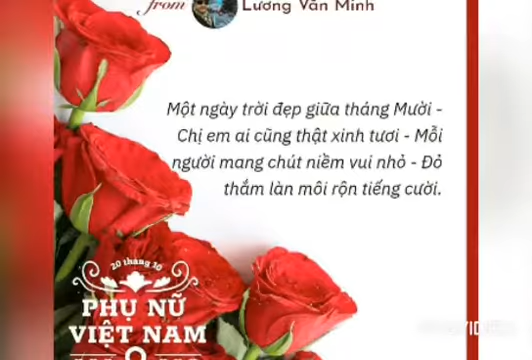 from Lương Văn Minh
Một ngày trời đẹp giữa tháng Mười -
Chị em ai cũng thật xinh tươi - Mỗi
người mang chút niềm vui nhỏ - Đỏ
thắm làn môi rộn tiếng cười.
20 tháng 10
PHỤ NỮ
VIỆT NAM